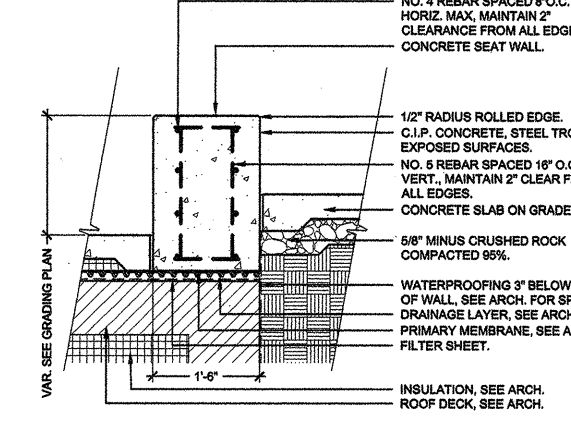 NO. 4 REBAR SPACED 8"O.C.
HORIZ. MAX, MAINTAIN 2"
CLEARANCE FROM ALL EDG
CONCRETE SEAT WALL.
1/2" RADIUS ROLLED EDGE.
C.I.P. CONCRETE, STEEL TRO
EXPOSED SURFACES.
NO. 5 REBAR SPACED 16" O.C
VERT., MAINTAIN 2" CLEAR F
ALL EDGES.
CONCRETE SLAB ON GRADE
5/8" MINUS CRUSHED ROCK
COMPACTED 95%.
WATERPROOFING 3" BELOW
OF WALL, SEE ARCH. FOR SP
DRAINAGE LAYER, SEE ARCH
PRIMARY MEMBRANE, SEE A
FILTER SHEET.
INSULATION, SEE ARCH.
ROOF DECK, SEE ARCH.
VAR. SEE GRADING PLAN
1'-6"